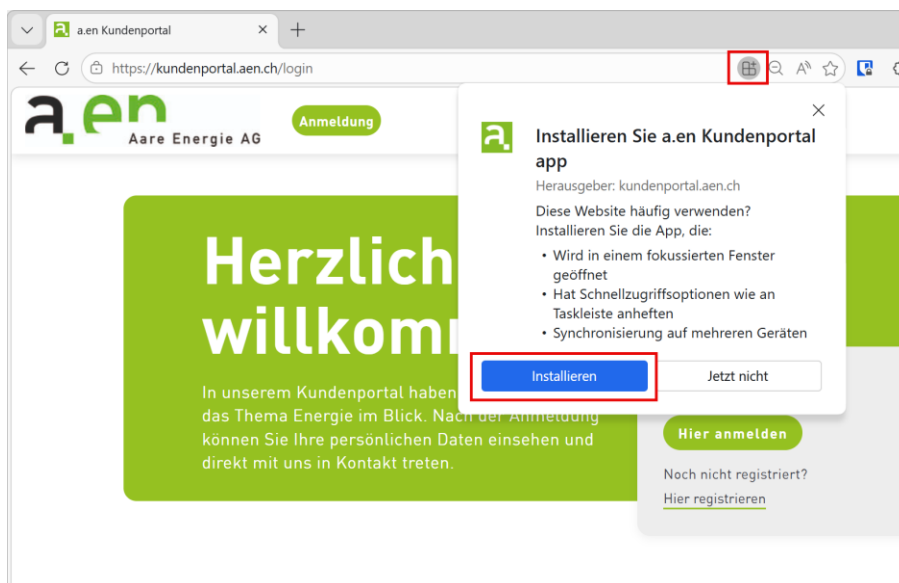 a.en Kundenportal
https://kundenportal.aen.ch/login
a.en
Aare Energie AG
Anmeldung
Installieren Sie a.en Kundenportal
app
Herausgeber: kundenportal.aen.ch
Diese Website häufig verwenden?
Installieren Sie die App, die:
• Wird in einem fokussierten Fenster
geöffnet
• Hat Schnellzugriffsoptionen wie an
Taskleiste anheften
• Synchronisierung auf mehreren Geräten
Installieren
Jetzt nicht
Herzlich
willkom
In unserem Kundenportal haben
das Thema Energie im Blick. Nach der Anmeldung
können Sie Ihre persönlichen Daten einsehen und
direkt mit uns in Kontakt treten.
Hier anmelden
Noch nicht registriert?
Hier registrieren